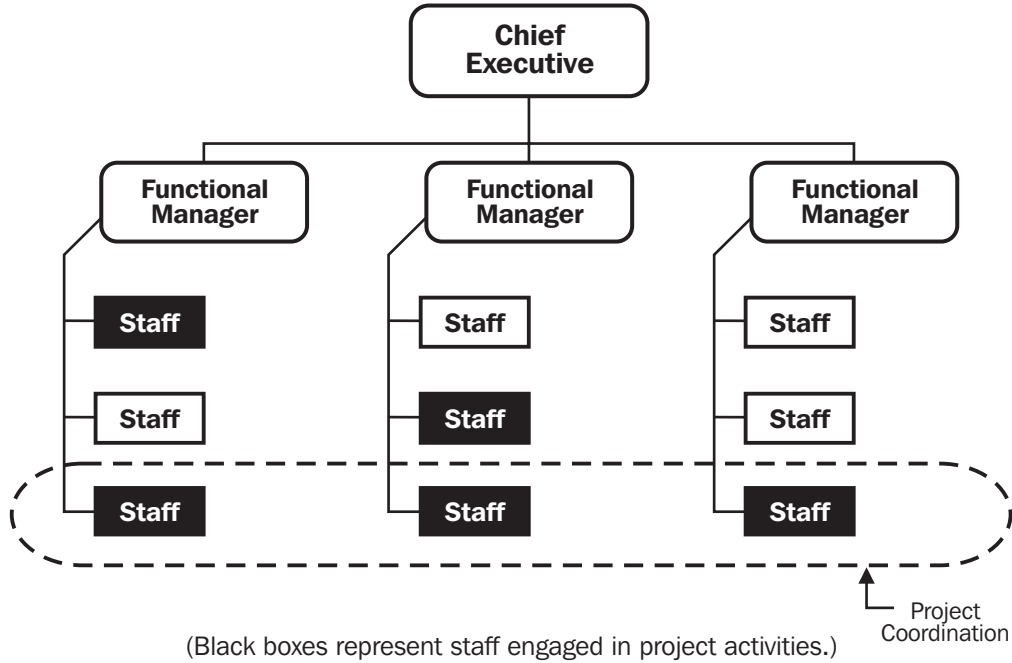 Chief
Executive
Functional
Manager
Functional
Manager
Functional
Manager
Staff
Staff
Staff
Staff
Staff
Staff
Staff
Staff
Staff
Project
Coordination
(Black boxes represent staff engaged in project activities.)